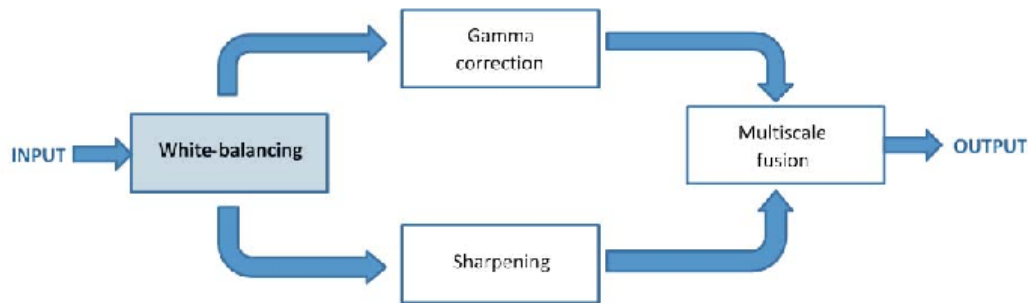 Gamma
correction
INPUT
White-balancing
Multiscale
fusion
OUTPUT
Sharpening